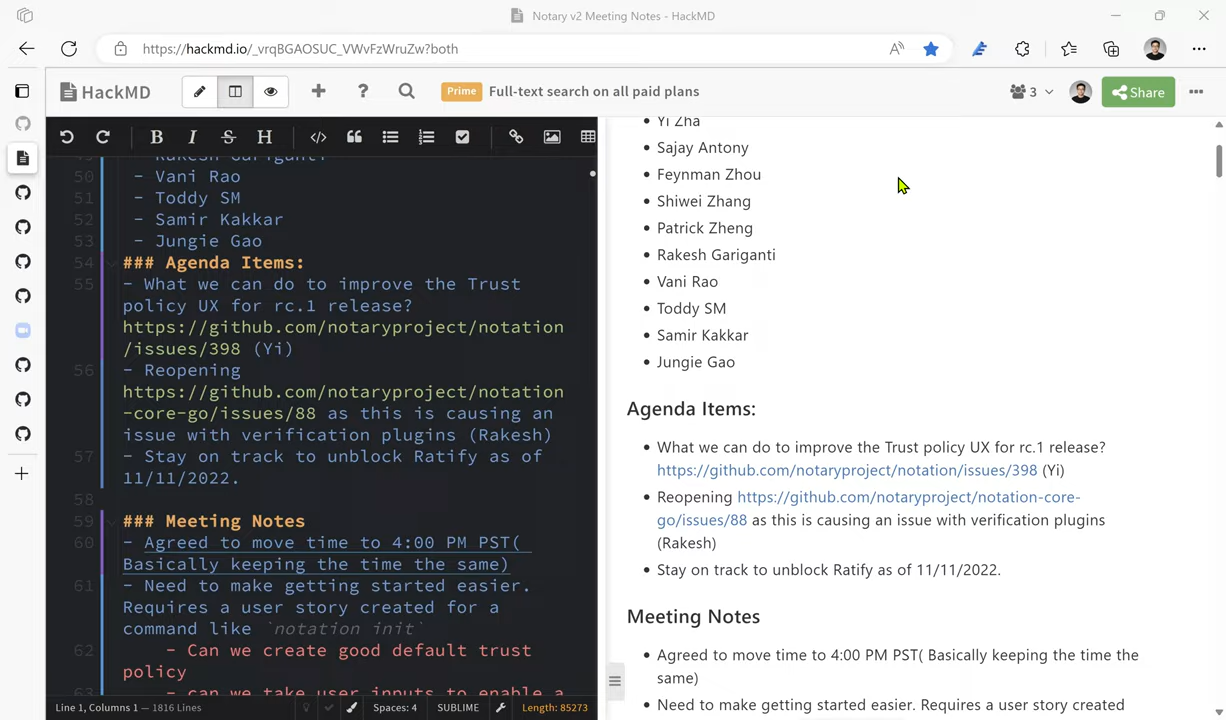 Notary v2 Meeting Notes - HackMD
https://hackmd.io/_vrqBGAOSUC_VWvFzWruZw?both
HackMD
Prime Full-text search on all paid plans
3
Share
50 - Vani Rao
51 - Toddy SM
52 - Samir Kakkar
53 - Jungie Gao
54 ### Agenda Items:
55 - What we can do to improve the Trust
policy UX for rc.1 release?
https://github.com/notaryproject/notation
/issues/398 (Yi)
56 - Reopening
https://github.com/notaryproject/notation
-core-go/issues/88 as this is causing an
issue with verification plugins (Rakesh)
57 - Stay on track to unblock Ratify as of
11/11/2022.
58
59 ### Meeting Notes
60 - Agreed to move time to 4:00 PM PST(
Basically keeping the time the same)
61 - Need to make getting started easier.
Requires a user story created for a
command like `notation init`
62 - Can we create good default trust
policy
63 - can we take user inputs to enable a
Line 1, Columns 1 — 1816 Lines
Spaces: 4
SUBLIME
Length: 85273
Yi Zha
• Sajay Antony
• Feynman Zhou
• Shiwei Zhang
• Patrick Zheng
• Rakesh Gariganti
• Vani Rao
• Toddy SM
• Samir Kakkar
• Jungie Gao
Agenda Items:
• What we can do to improve the Trust policy UX for rc.1 release?
https://github.com/notaryproject/notation/issues/398 (Yi)
• Reopening https://github.com/notaryproject/notation-core-
go/issues/88 as this is causing an issue with verification plugins
(Rakesh)
• Stay on track to unblock Ratify as of 11/11/2022.
Meeting Notes
• Agreed to move time to 4:00 PM PST( Basically keeping the time the
same)
• Need to make getting started easier. Requires a user story created